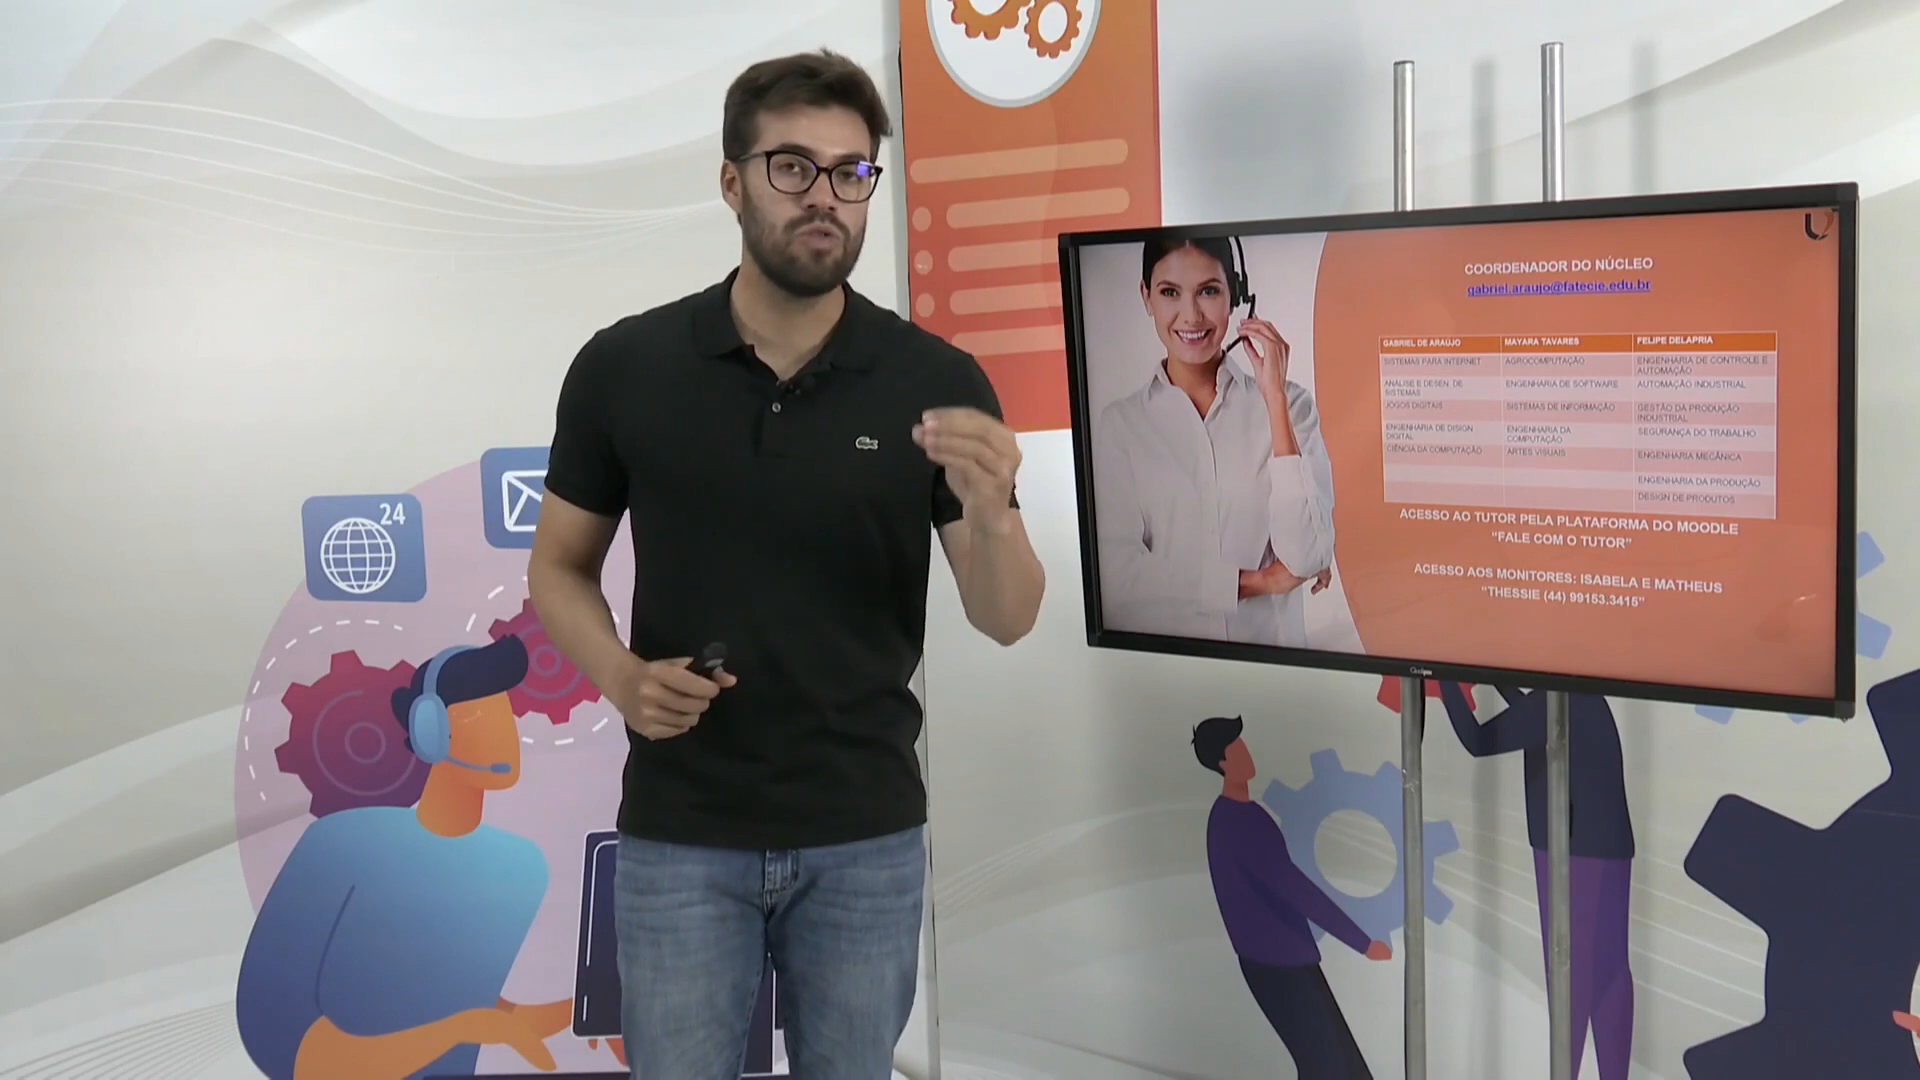 24
COORDENADOR DO NÚCLEO
gabriel.araujo@fatecie.edu.br
GABRIEL DE ARAÚJO
MAYARA TAVARES
FELIPE DELAPRIA
SISTEMAS PARA INTERNET
AGROCOMPUTAÇÃO
ENGENHARIA DE CONTROLE E
AUTOMAÇÃO
ANÁLISE E DESEN. DE
SISTEMAS
ENGENHARIA DE SOFTWARE
AUTOMAÇÃO INDUSTRIAL
JOGOS DIGITAIS
SISTEMAS DE INFORMAÇÃO
GESTÃO DA PRODUÇÃO
INDUSTRIAL
ENGENHARIA DE DISIGN
DIGITAL
ENGENHARIA DA
COMPUTAÇÃO
SEGURANÇA DO TRABALHO
CIÊNCIA DA COMPUTAÇÃO
ARTES VISUAIS
ENGENHARIA MECÂNICA
ENGENHARIA DA PRODUÇÃO
DESIGN DE PRODUTOS
ACESSO AO TUTOR PELA PLATAFORMA DO MOODLE
"FALE COM O TUTOR"
ACESSO AOS MONITORES: ISABELA E MATHEUS
"THESSIE (44) 99153.3415"